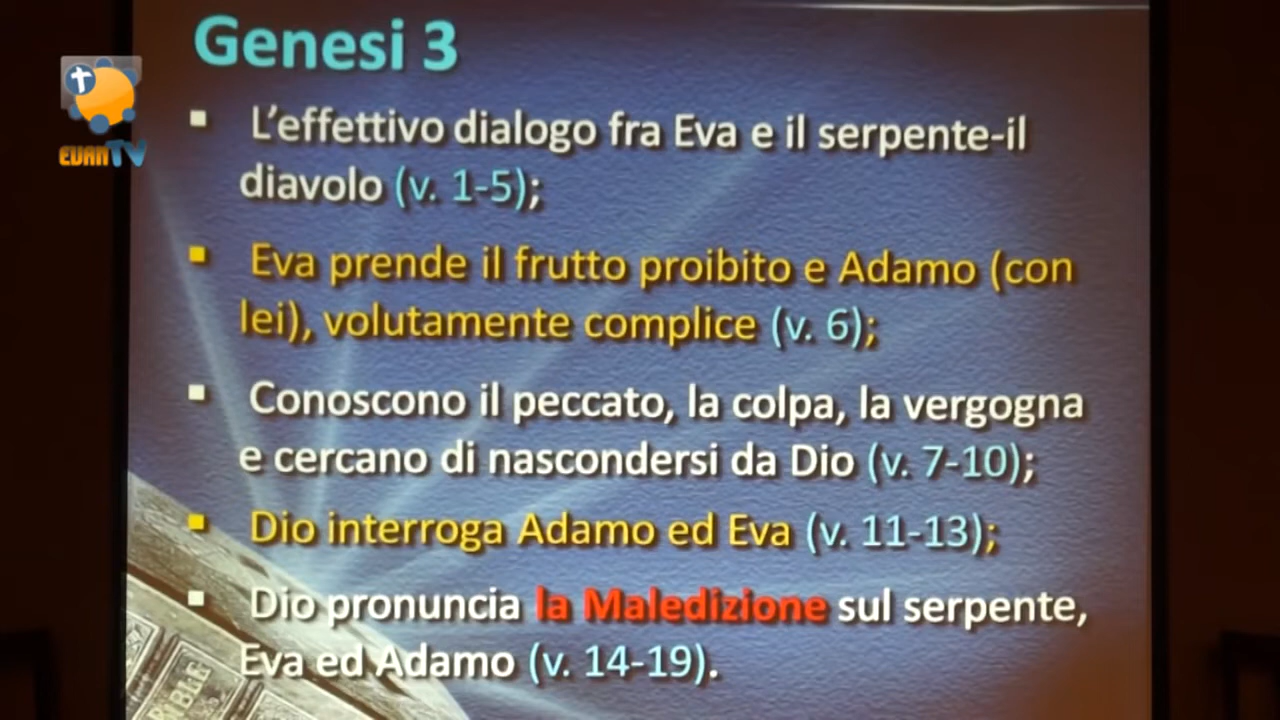 Genesi 3
EVANTV
L'effettivo dialogo fra Eva e il serpente-il
diavolo (v. 1-5);
Eva prende il frutto proibito e Adamo (con
lei), volutamente complice (v. 6);
Conoscono il peccato, la colpa, la vergogna
e cercano di nascondersi da Dio (v. 7-10);
Dio interroga Adamo ed Eva (v. 11-13);
Dio pronuncia la Maledizione sul serpente,
Eva ed Adamo (v. 14-19).
BIBLE